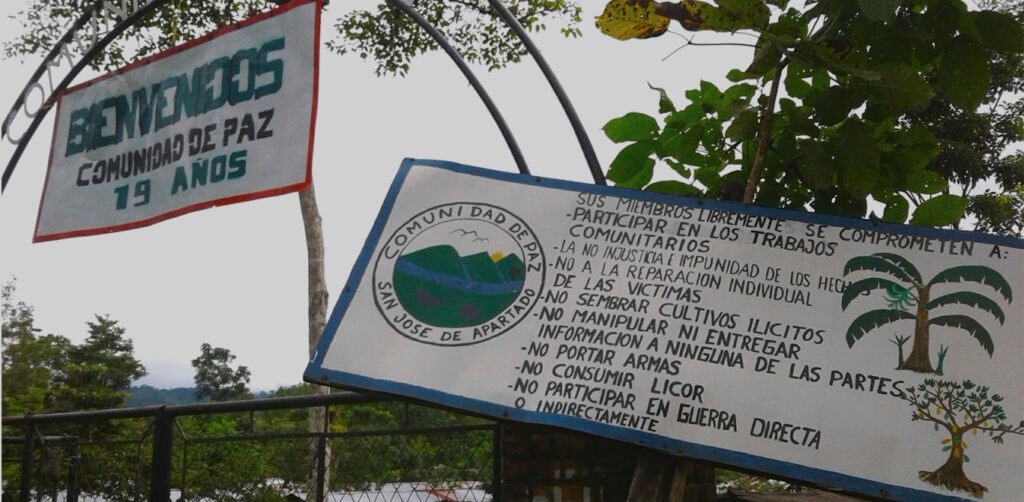 COMUNI
BIENVENIDOS
COMUNIDAD DE PAZ
19 AÑOS
COMUNIDAD DE PAZ
SAN JOSE DE APARTADO
SUS MIEMBROS LIBREMENTE SE COMPROMETEN A:
-PARTICIPAR EN LOS TRABAJOS
COMUNITARIOS
-LA NO INJUSTICIA E IMPUNIDAD DE LOS HECHOS
-NO A LA REPARACION INDIVIDUAL
DE LAS VICTIMAS
-NO SEMBRAR CULTIVOS ILICITOS
-NO MANIPULAR NI ENTREGAR
INFORMACION A NINGUNA DE LAS PARTES
-NO PORTAR ARMAS
-NO CONSUMIR LICOR
-NO PARTICIPAR EN GUERRA DIRECTA
O INDIRECTAMENTE